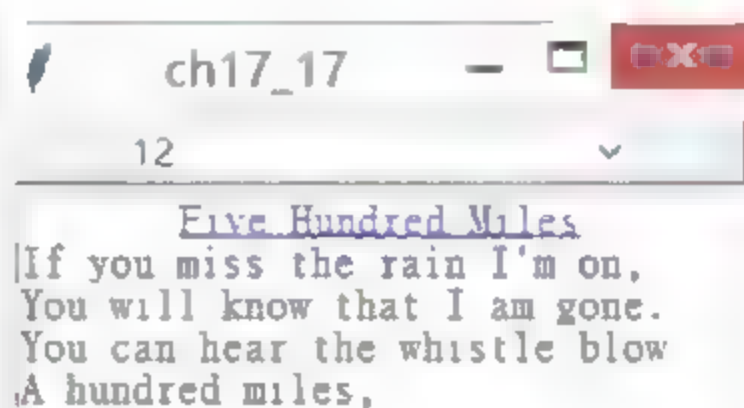 ch17_17
12
Five Hundred Miles
If you miss the rain I'm on,
You will know that I am gone.
You can hear the whistle blow
A hundred miles,